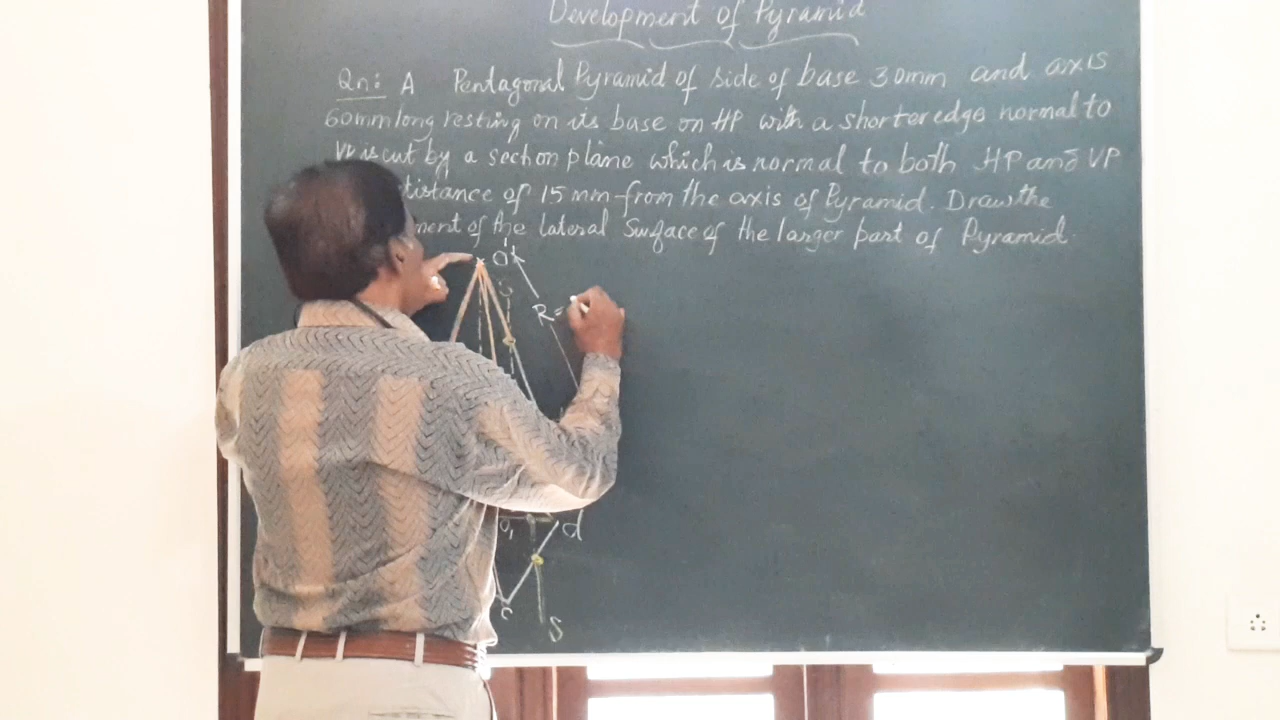 Development of Pyramid
Qn: A Pentagonal Pyramid of side of base 30mm and axis
60mm long resting on its base on HP with a shorter edge normal to
VP is cut by a section plane which is normal to both HP and VP
distance of 15 mm from the axis of Pyramid. Draw the
ment of the lateral Surface of the larger part of Pyramid.
O'
R=
O1 d
c
S